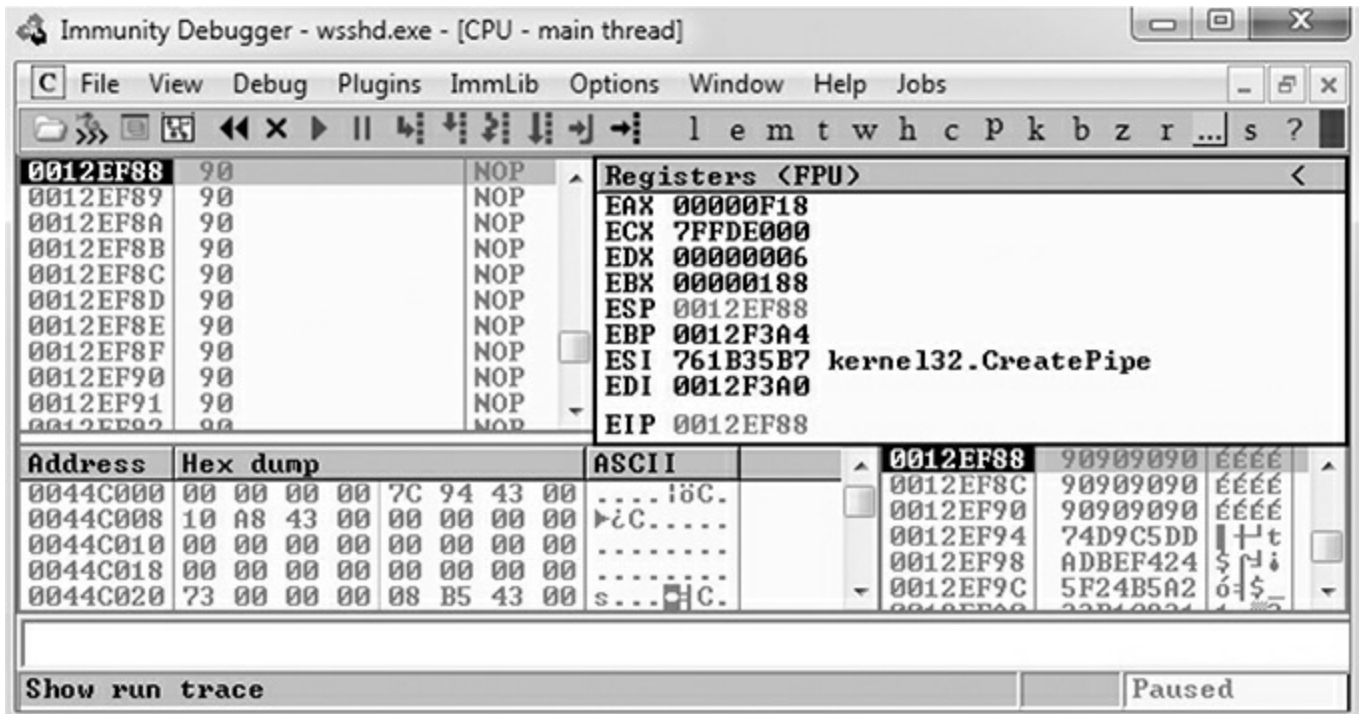 Immunity Debugger - wsshd.exe - [CPU - main thread]
C File View Debug Plugins ImmLib Options Window Help Jobs
l e m t w h c P k b z r ... s ?
0012EF88 90 NOP
0012EF89 90 NOP
0012EF8A 90 NOP
0012EF8B 90 NOP
0012EF8C 90 NOP
0012EF8D 90 NOP
0012EF8E 90 NOP
0012EF8F 90 NOP
0012EF90 90 NOP
0012EF91 90 NOP
0012EF92 90 NOP
Registers (FPU) <
EAX 00000F18
ECX 7FFDE000
EDX 00000006
EBX 00000188
ESP 0012EF88
EBP 0012F3A4
ESI 761B35B7 kernel32.CreatePipe
EDI 0012F3A0
EIP 0012EF88
Address Hex dump ASCII
0044C000 00 00 00 00 7C 94 43 00 ....¦öC.
0044C008 10 A8 43 00 00 00 00 00 ►¿C.....
0044C010 00 00 00 00 00 00 00 00 ........
0044C018 00 00 00 00 00 00 00 00 ........
0044C020 73 00 00 00 08 B5 43 00 s...◘╡C.
0012EF88 90909090 ÉÉÉÉ
0012EF8C 90909090 ÉÉÉÉ
0012EF90 90909090 ÉÉÉÉ
0012EF94 74D9C5DD ▌┼┘t
0012EF98 ADBEF424 $⌠╛¡
0012EF9C 5F24B5A2 ó╡$_
Show run trace
Paused